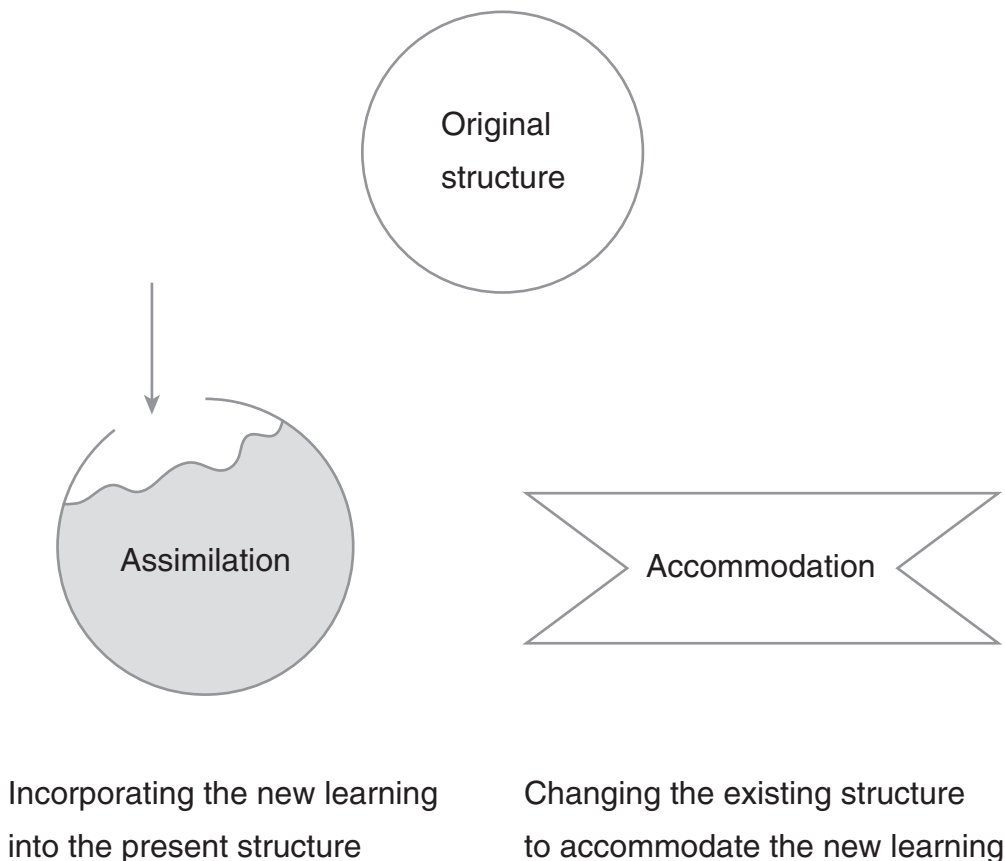 Original
structure
Assimilation
Accommodation
Incorporating the new learning
into the present structure
Changing the existing structure
to accommodate the new learning